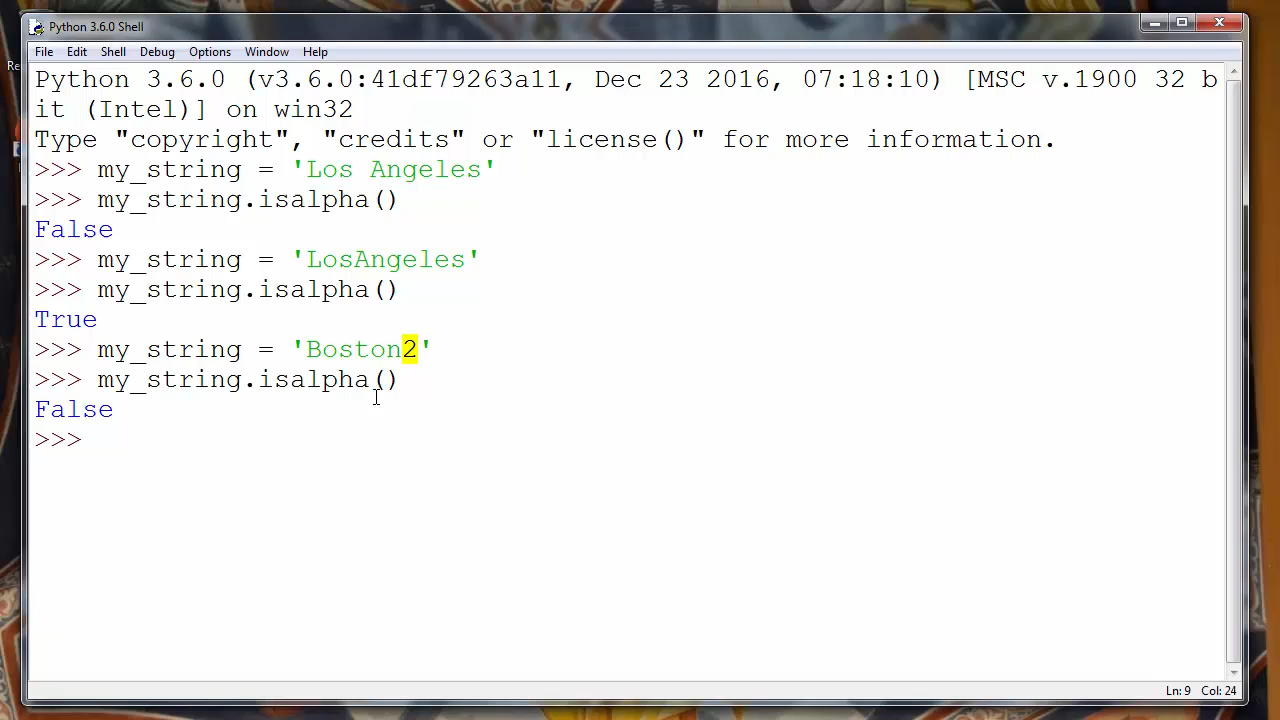 Python 3.6.0 Shell
File Edit Shell Debug Options Window Help
Python 3.6.0 (v3.6.0:41df79263a11, Dec 23 2016, 07:18:10) [MSC v.1900 32 b
it (Intel)] on win32
Type "copyright", "credits" or "license()" for more information.
>>> my_string = 'Los Angeles'
>>> my_string.isalpha()
False
>>> my_string = 'LosAngeles'
>>> my_string.isalpha()
True
>>> my_string = 'Boston2'
>>> my_string.isalpha()
False
>>>
Ln: 9 Col: 24